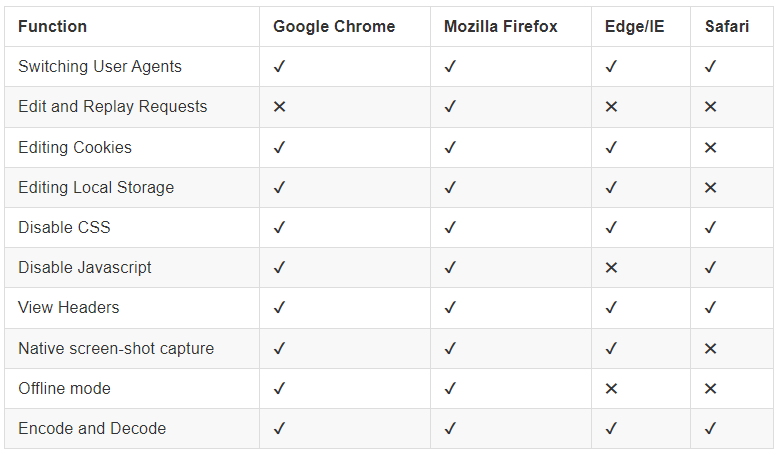 Function Google Chrome Mozilla Firefox Edge/IE Safari
Switching User Agents ✓ ✓ ✓ ✓
Edit and Replay Requests ✕ ✓ ✕ ✕
Editing Cookies ✓ ✓ ✓ ✕
Editing Local Storage ✓ ✓ ✓ ✕
Disable CSS ✓ ✓ ✓ ✓
Disable Javascript ✓ ✓ ✕ ✓
View Headers ✓ ✓ ✓ ✓
Native screen-shot capture ✓ ✓ ✓ ✕
Offline mode ✓ ✓ ✕ ✕
Encode and Decode ✓ ✓ ✓ ✓